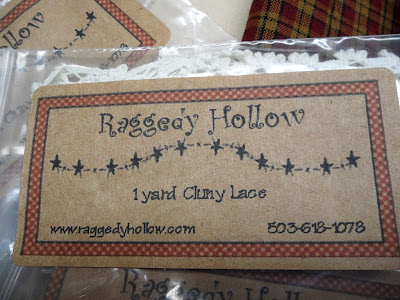 Raggedy Hollow
1 yard Cluny Lace
www.raggedyhollow.com 503-618-1078